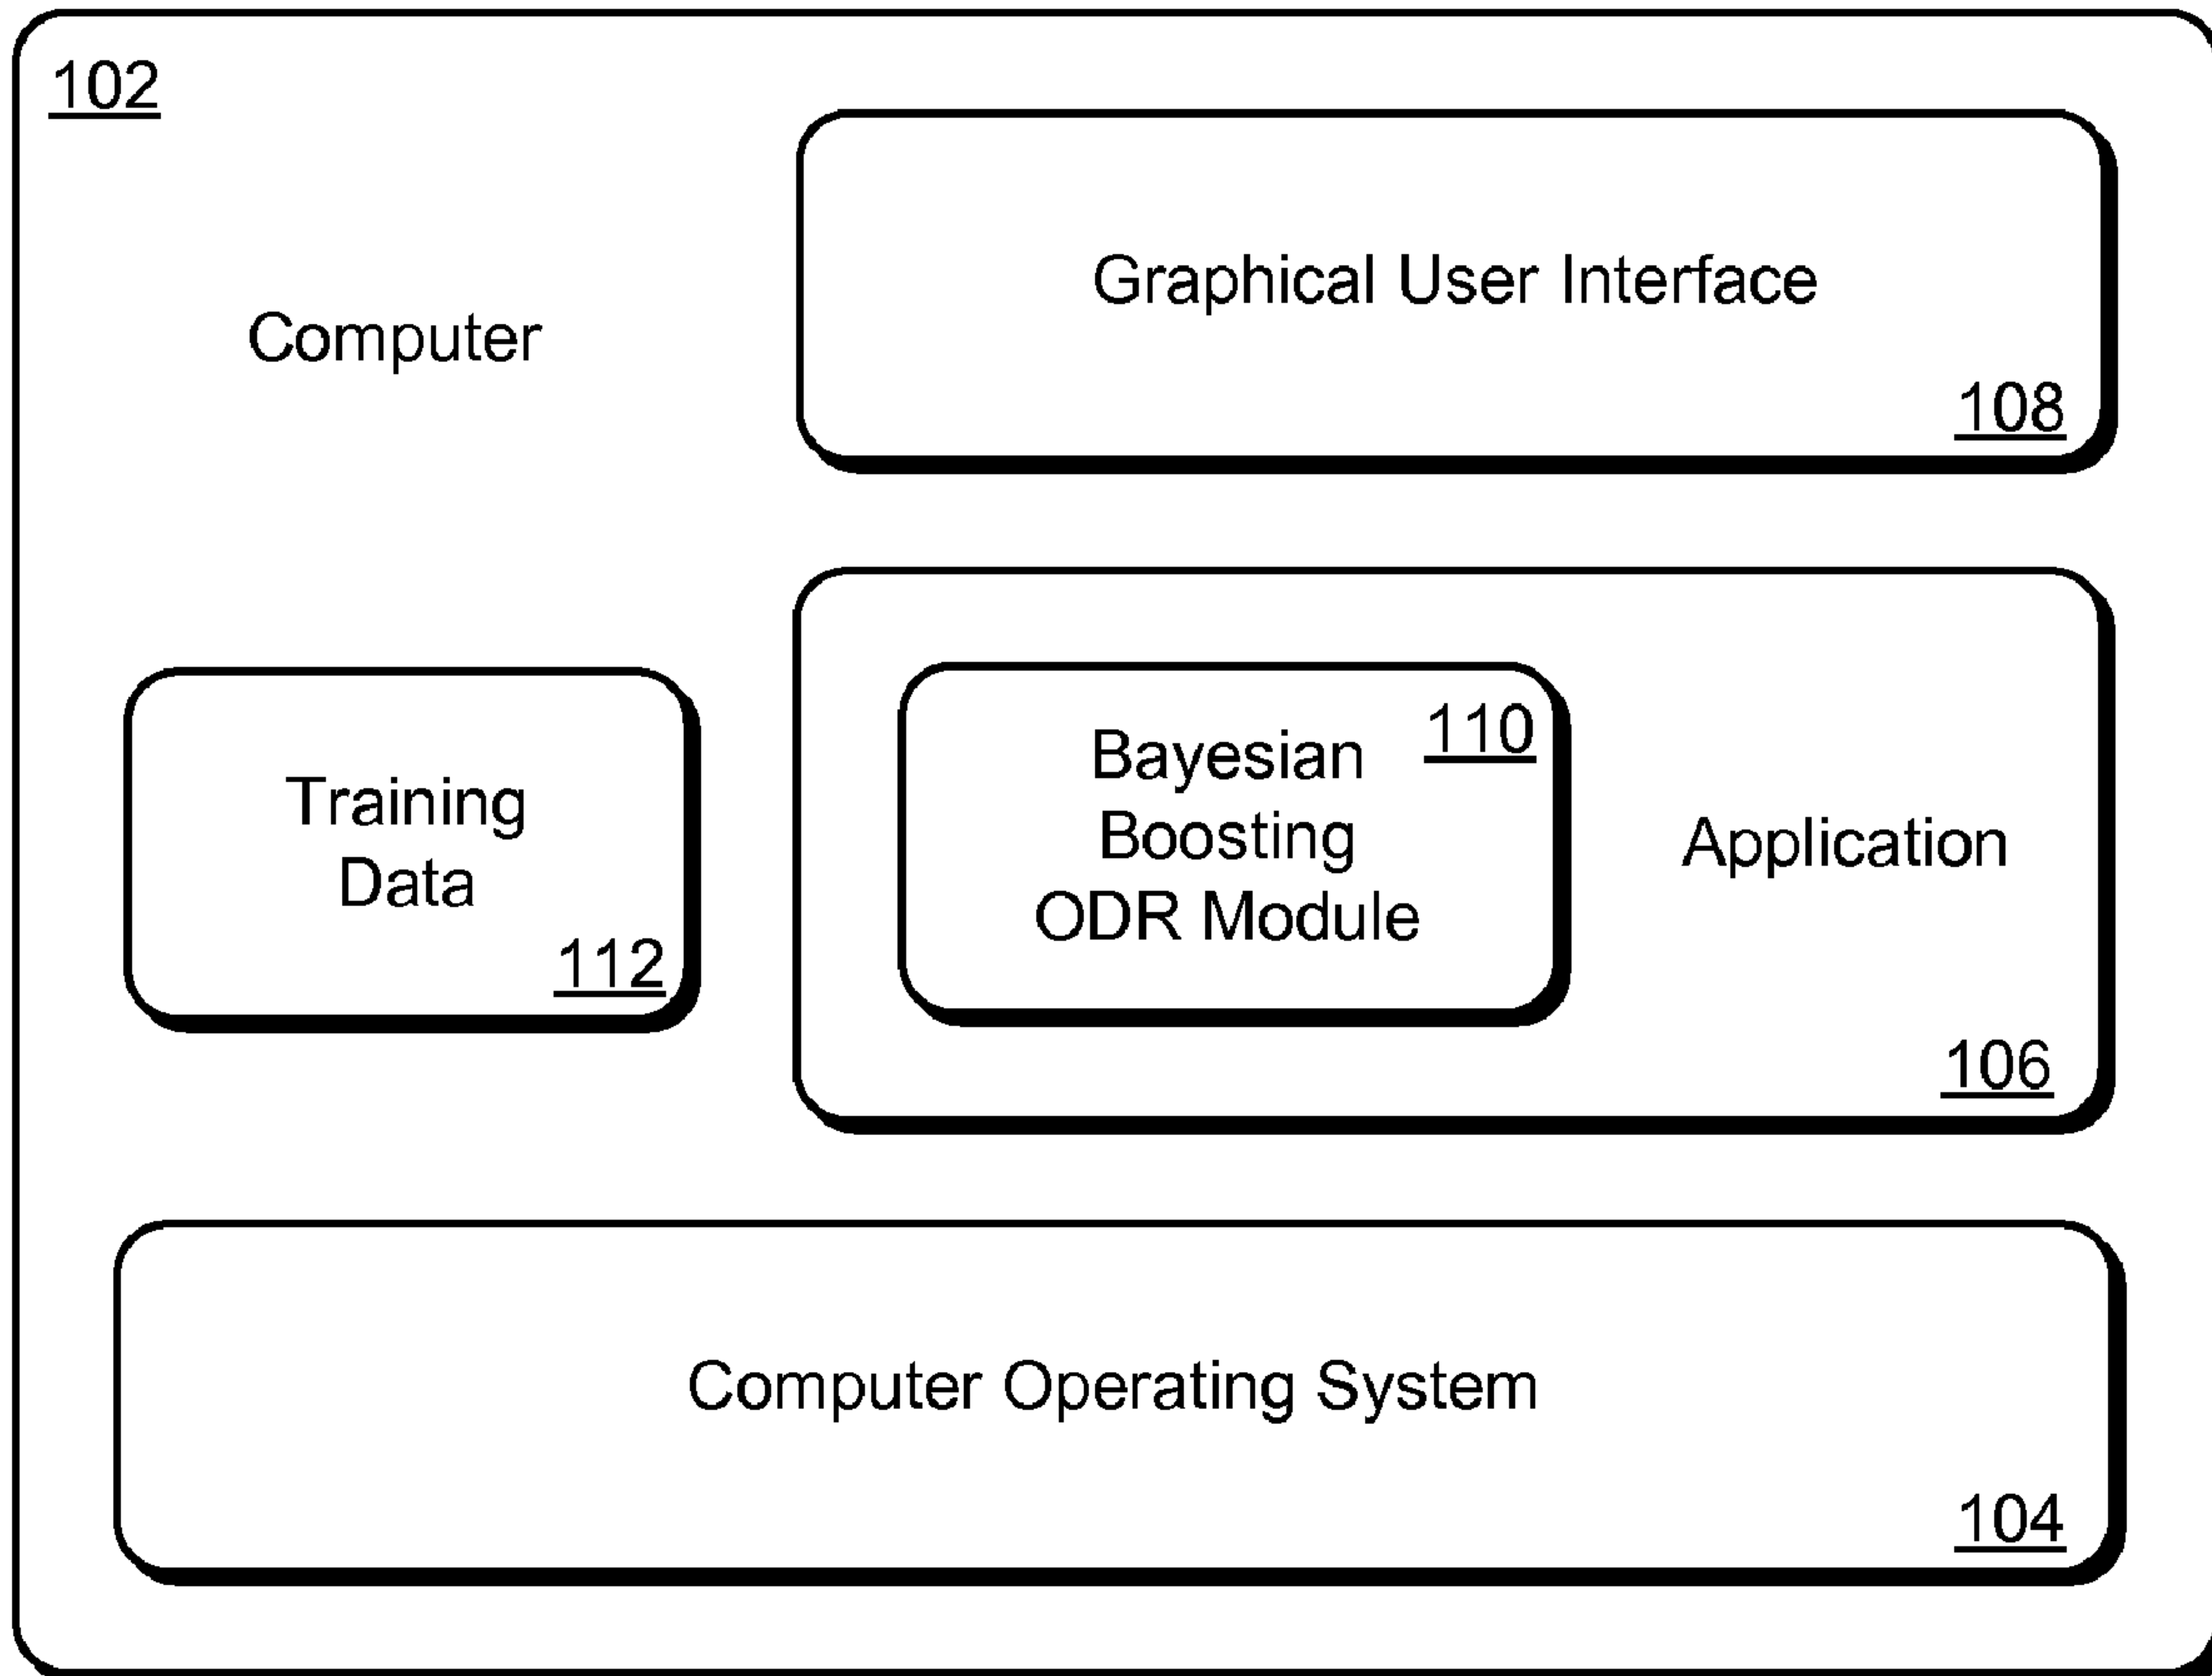 102
Computer
Graphical User Interface
108
Training
Data
112
Bayesian
Boosting
ODR Module
110
Application
106
Computer Operating System
104